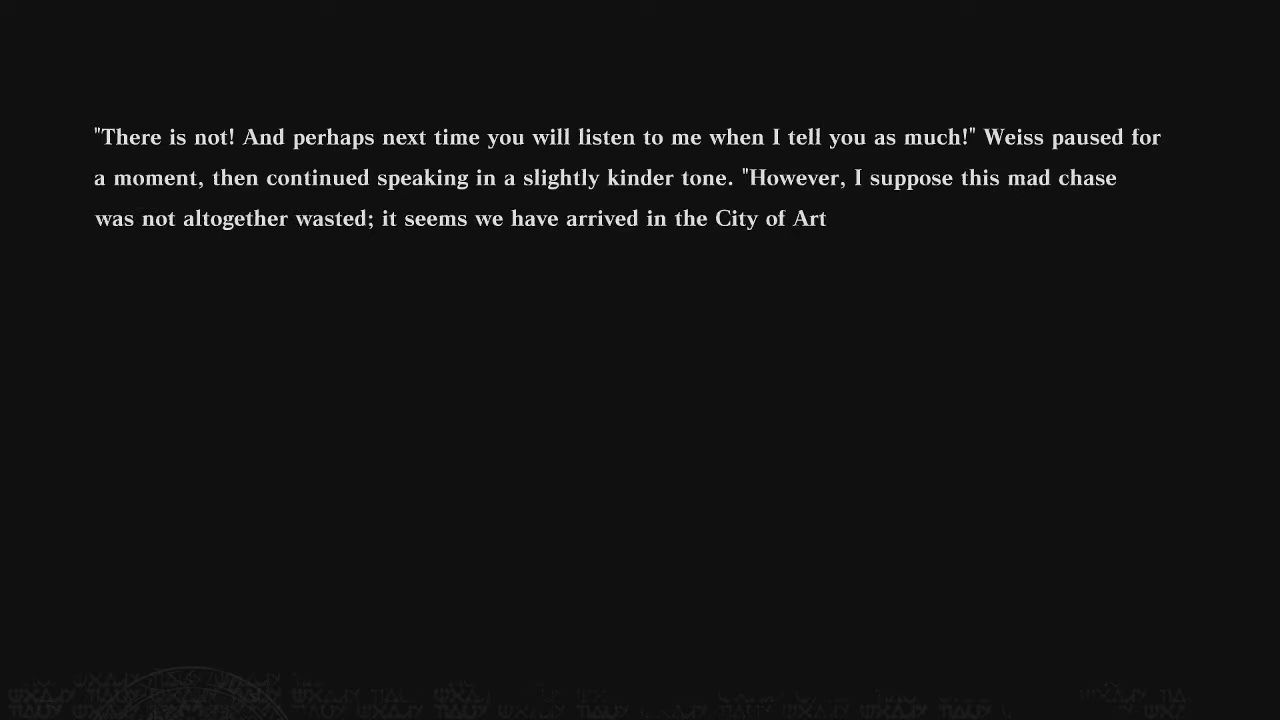 "There is not! And perhaps next time you will listen to me when I tell you as much!" Weiss paused for
a moment, then continued speaking in a slightly kinder tone. "However, I suppose this mad chase
was not altogether wasted; it seems we have arrived in the City of Art